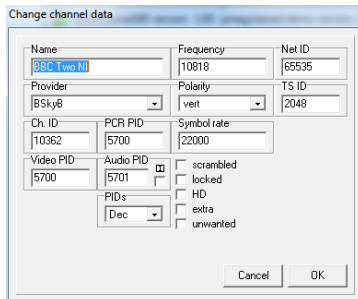 Change channel data
Name Frequency Net ID
BBC Two NI 10818 65535
Provider Polarity TS ID
BSkyB vert 2048
Ch. ID PCR PID Symbol rate
10362 5700 22000
Video PID Audio PID scrambled
5700 5701 locked
PIDs HD
Dec extra
unwanted
Cancel OK